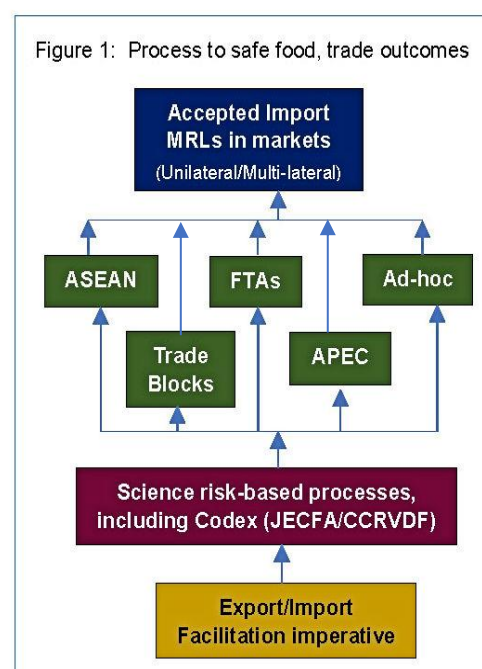 Figure 1: Process to safe food, trade outcomes
Accepted Import
MRLs in markets
(Unilateral/Multi-lateral)
ASEAN
FTAs
Ad-hoc
Trade
Blocks
APEC
Science risk-based processes,
including Codex (JECFA/CCRVDF)
Export/Import
Facilitation imperative